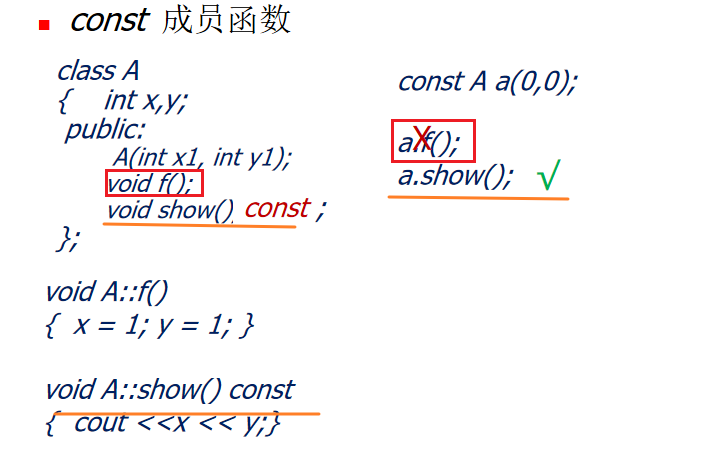 const 成员函数
class A
{ int x,y;
public:
A(int x1, int y1);
void f();
void show() const ;
};
void A::f()
{ x = 1; y = 1; }
void A::show() const
{ cout <<x << y;}
const A a(0,0);
a.f(); X
a.show(); √